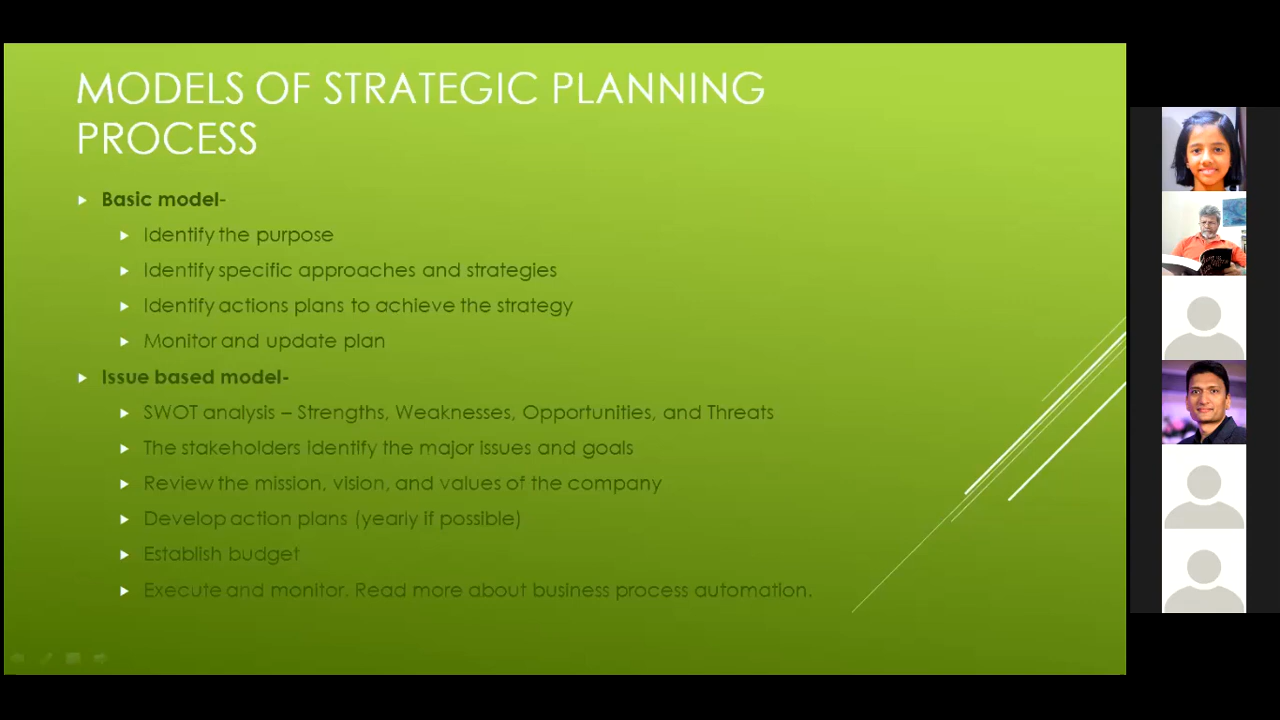 MODELS OF STRATEGIC PLANNING
PROCESS
Basic model-
Identify the purpose
Identify specific approaches and strategies
Identify actions plans to achieve the strategy
Monitor and update plan
Issue based model-
SWOT analysis – Strengths, Weaknesses, Opportunities, and Threats
The stakeholders identify the major issues and goals
Review the mission, vision, and values of the company
Develop action plans (yearly if possible)
Establish budget
Execute and monitor. Read more about business process automation.